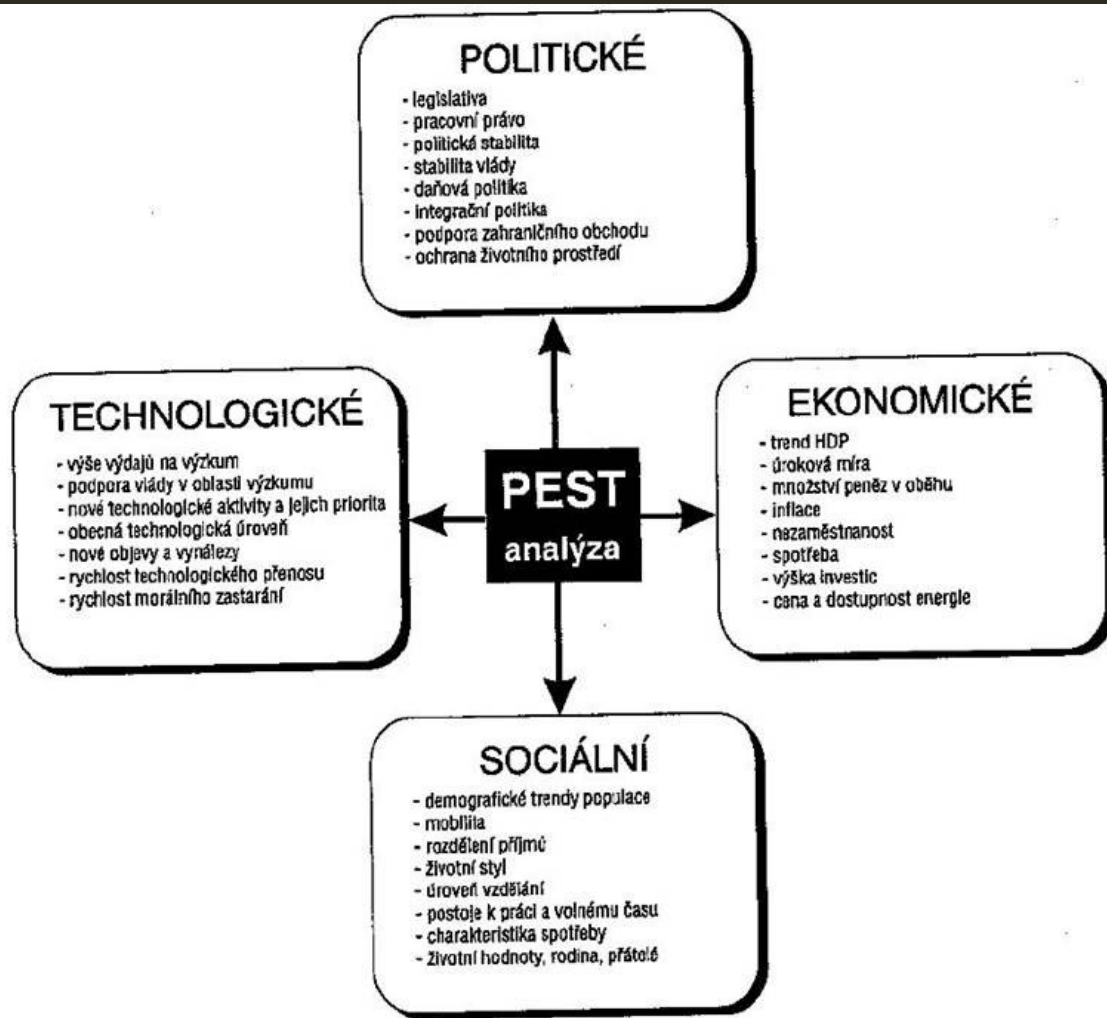 POLITICKÉ
- legislativa
- pracovní právo
- politická stabilita
- stabilita vlády
- daňová politika
- integrační politika
- podpora zahraničního obchodu
- ochrana životního prostředí
TECHNOLOGICKÉ
- výše výdajů na výzkum
- podpora vlády v oblasti výzkumu
- nové technologické aktivity a jejich priorita
- obecná technologická úroveň
- nové objevy a vynálezy
- rychlost technologického přenosu
- rychlost morálního zastarání
PEST
analýza
EKONOMICKÉ
- trend HDP
- úroková míra
- množství peněz v oběhu
- inflace
- nezaměstnanost
- spotřeba
- výška investic
- cena a dostupnost energie
SOCIÁLNÍ
- demografické trendy populace
- mobilita
- rozdělení příjmů
- životní styl
- úroveň vzdělání
- postoje k práci a volnému času
- charakteristika spotřeby
- životní hodnoty, rodina, přátelé